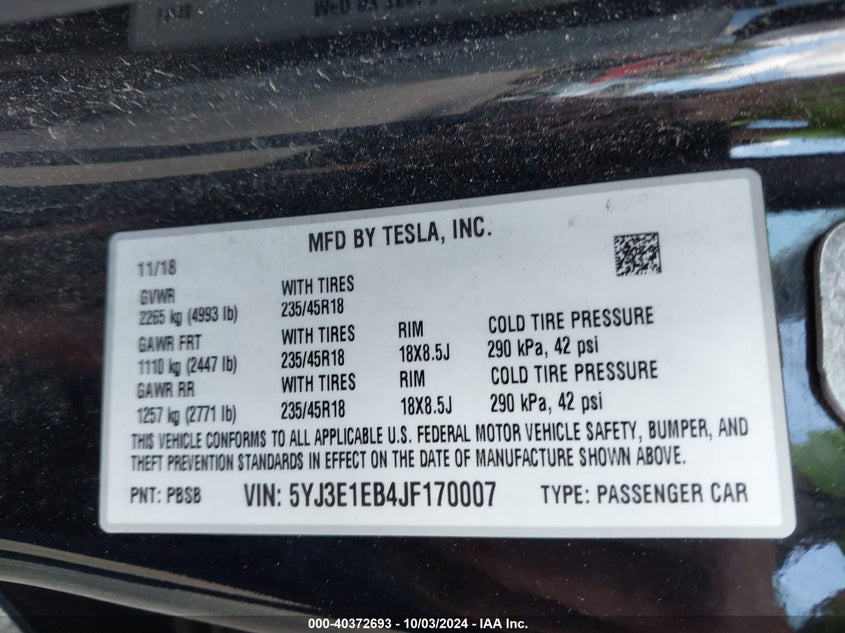 MFD BY TESLA, INC.
11/18
GVWR WITH TIRES
2265 kg (4993 lb) 235/45R18
GAWR FRT WITH TIRES RIM COLD TIRE PRESSURE
1110 kg (2447 lb) 235/45R18 18X8.5J 290 kPa, 42 psi
GAWR RR WITH TIRES RIM COLD TIRE PRESSURE
1257 kg (2771 lb) 235/45R18 18X8.5J 290 kPa, 42 psi
THIS VEHICLE CONFORMS TO ALL APPLICABLE U.S. FEDERAL MOTOR VEHICLE SAFETY, BUMPER, AND
THEFT PREVENTION STANDARDS IN EFFECT ON THE DATE OF MANUFACTURE SHOWN ABOVE.
PNT: PBSB VIN: 5YJ3E1EB4JF170007 TYPE: PASSENGER CAR
000-40372693 - 10/03/2024 - IAA Inc.